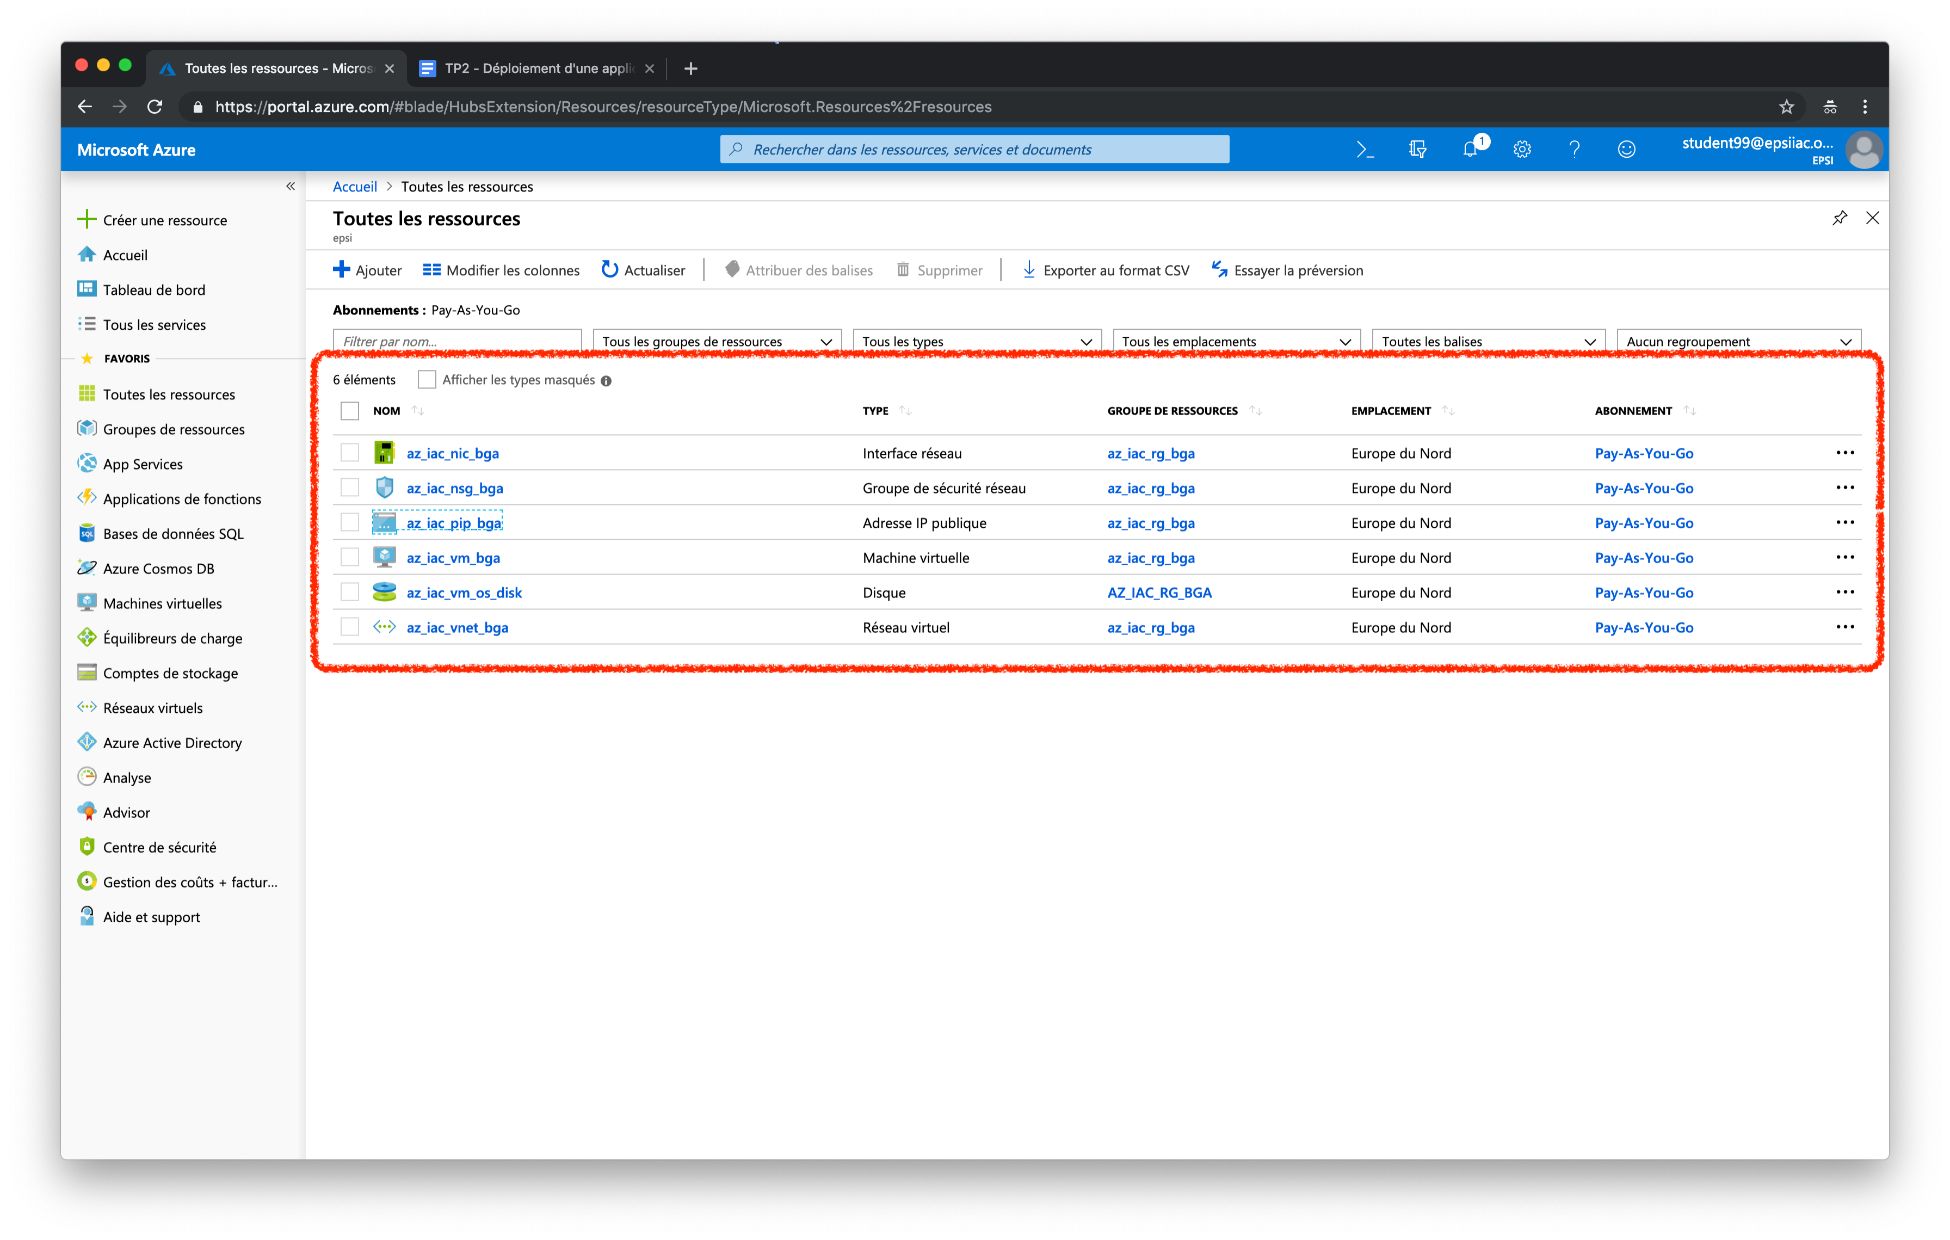 Toutes les ressources - Micros
TP2 - Déploiement d'une appli
https://portal.azure.com/#blade/HubsExtension/Resources/resourceType/Microsoft.Resources%2Fresources
Microsoft Azure
Rechercher dans les ressources, services et documents
1
student99@epsiiac.o...
EPSI
Créer une ressource
Accueil
Tableau de bord
Tous les services
FAVORIS
Toutes les ressources
Groupes de ressources
App Services
Applications de fonctions
Bases de données SQL
Azure Cosmos DB
Machines virtuelles
Équilibreurs de charge
Comptes de stockage
Réseaux virtuels
Azure Active Directory
Analyse
Advisor
Centre de sécurité
Gestion des coûts + factur...
Aide et support
Accueil > Toutes les ressources
Toutes les ressources
epsi
Ajouter Modifier les colonnes Actualiser Attribuer des balises Supprimer Exporter au format CSV Essayer la préversion
Abonnements : Pay-As-You-Go
Filtrer par nom... Tous les groupes de ressources Tous les types Tous les emplacements Toutes les balises Aucun regroupement
6 éléments Afficher les types masqués
NOM TYPE GROUPE DE RESSOURCES EMPLACEMENT ABONNEMENT
az_iac_nic_bga Interface réseau az_iac_rg_bga Europe du Nord Pay-As-You-Go
az_iac_nsg_bga Groupe de sécurité réseau az_iac_rg_bga Europe du Nord Pay-As-You-Go
az_iac_pip_bga Adresse IP publique az_iac_rg_bga Europe du Nord Pay-As-You-Go
az_iac_vm_bga Machine virtuelle az_iac_rg_bga Europe du Nord Pay-As-You-Go
az_iac_vm_os_disk Disque AZ_IAC_RG_BGA Europe du Nord Pay-As-You-Go
az_iac_vnet_bga Réseau virtuel az_iac_rg_bga Europe du Nord Pay-As-You-Go